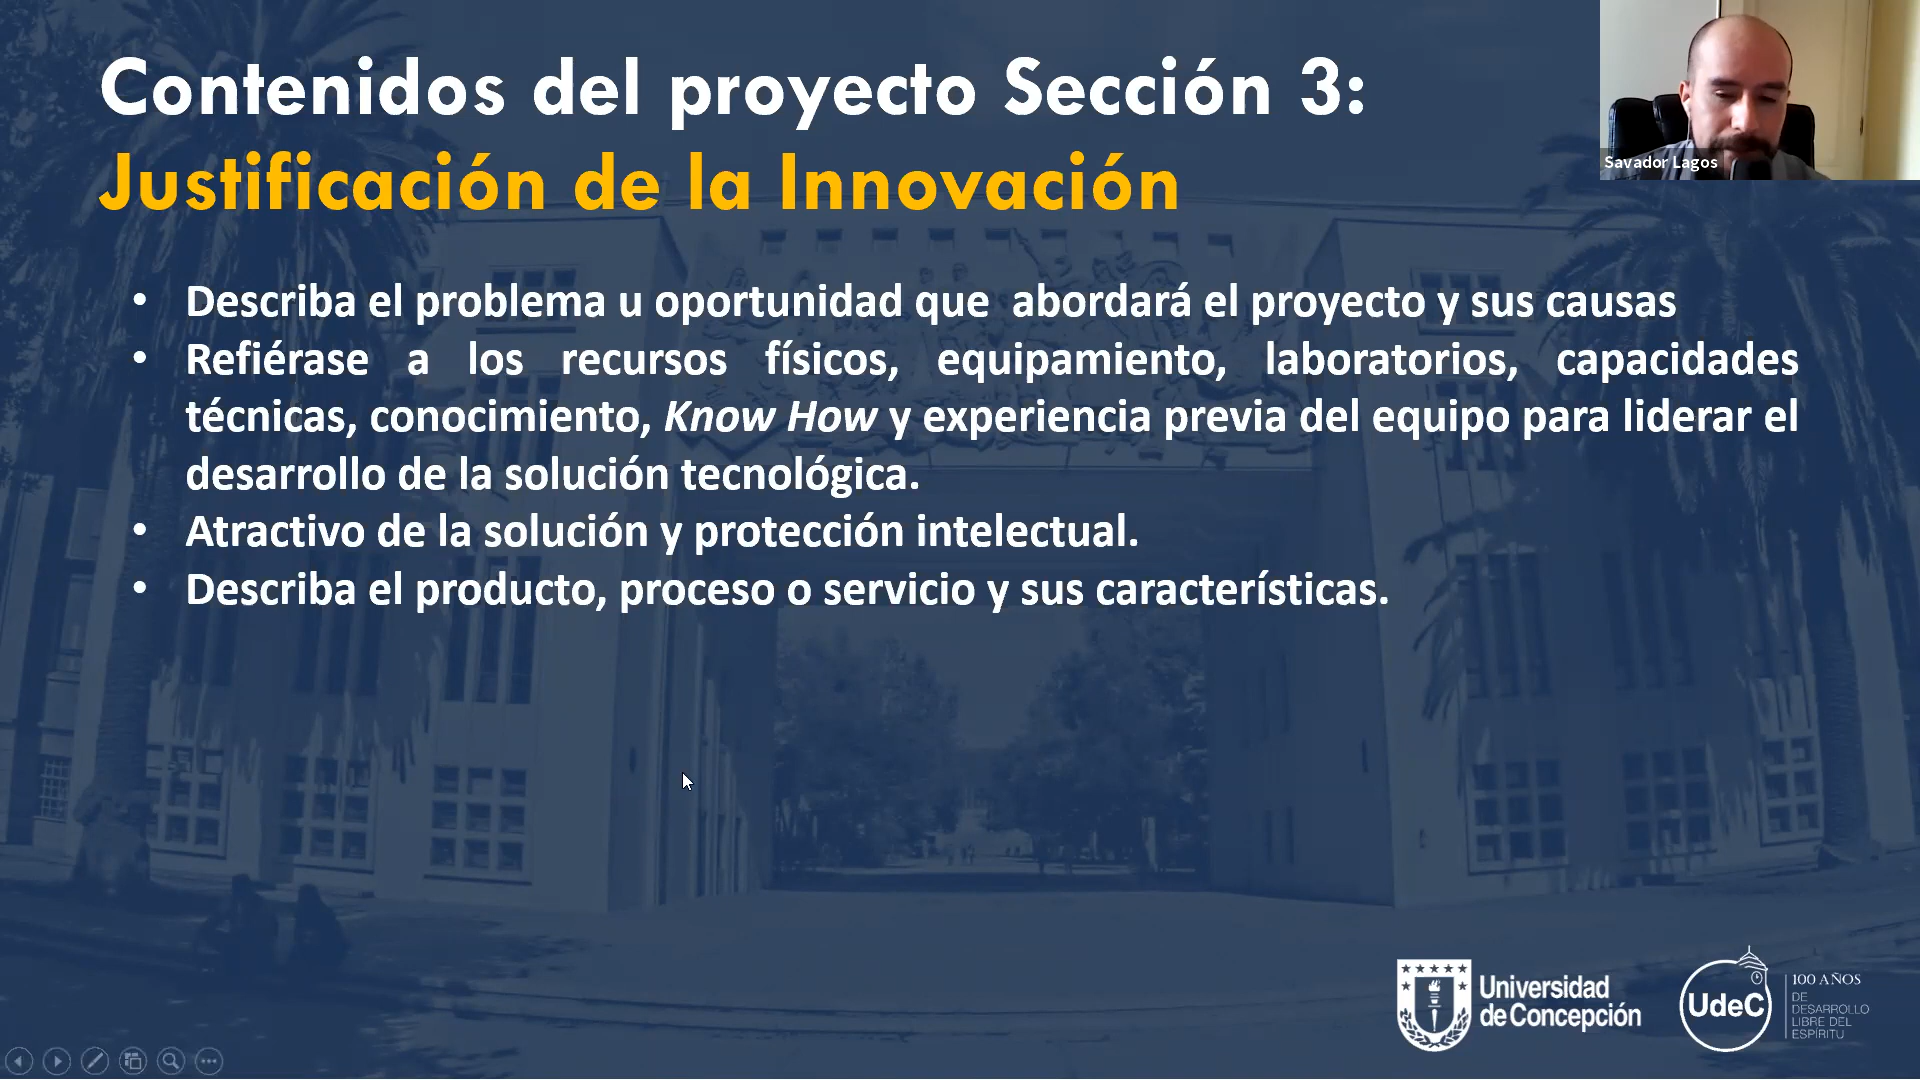 Contenidos del proyecto Sección 3:
Justificación de la Innovación
Savador Lagos
• Describa el problema u oportunidad que  abordará el proyecto y sus causas
• Refiérase a los recursos físicos, equipamiento, laboratorios, capacidades
técnicas, conocimiento, Know How y experiencia previa del equipo para liderar el
desarrollo de la solución tecnológica.
• Atractivo de la solución y protección intelectual.
• Describa el producto, proceso o servicio y sus características.
Universidad
de Concepción
UdeC
100 AÑOS
DE
DESARROLLO
LIBRE DEL
ESPÍRITU